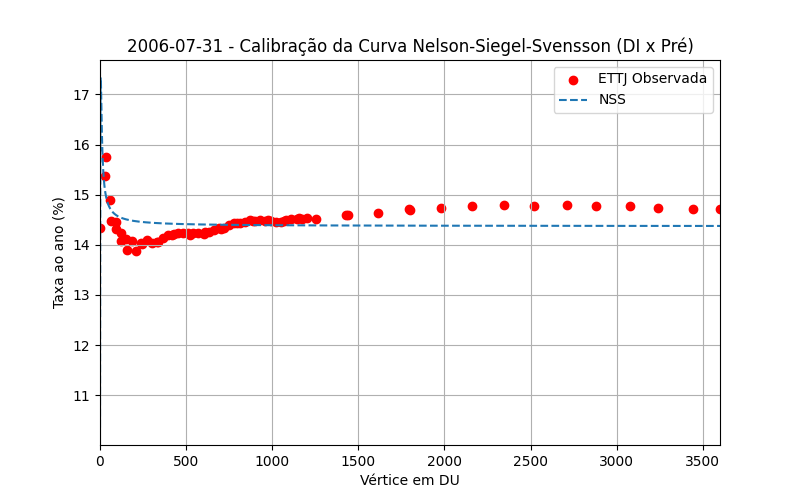 2006-07-31 - Calibração da Curva Nelson-Siegel-Svensson (DI x Pré)
ETTJ Observada
NSS
Taxa ao ano (%)
17
16
15
14
13
12
11
0 500 1000 1500 2000 2500 3000 3500
Vértice em DU